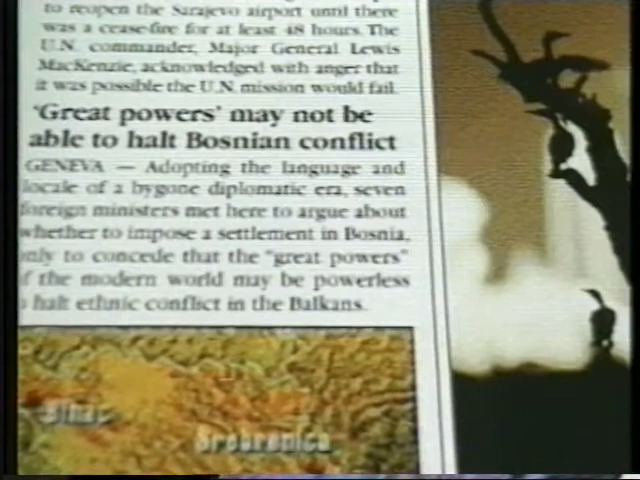 to reopen the Sarajevo airport until there
was a cease-fire for at least 48 hours. The
U.N. commander, Major General Lewis
MacKenzie, acknowledged with anger that
it was possible the U.N. mission would fail.
'Great powers' may not be
able to halt Bosnian conflict
GENEVA — Adopting the language and
locale of a bygone diplomatic era, seven
foreign ministers met here to argue about
whether to impose a settlement in Bosnia,
only to concede that the "great powers"
f the modern world may be powerless
halt ethnic conflict in the Balkans.
Bihac
Srebrenica